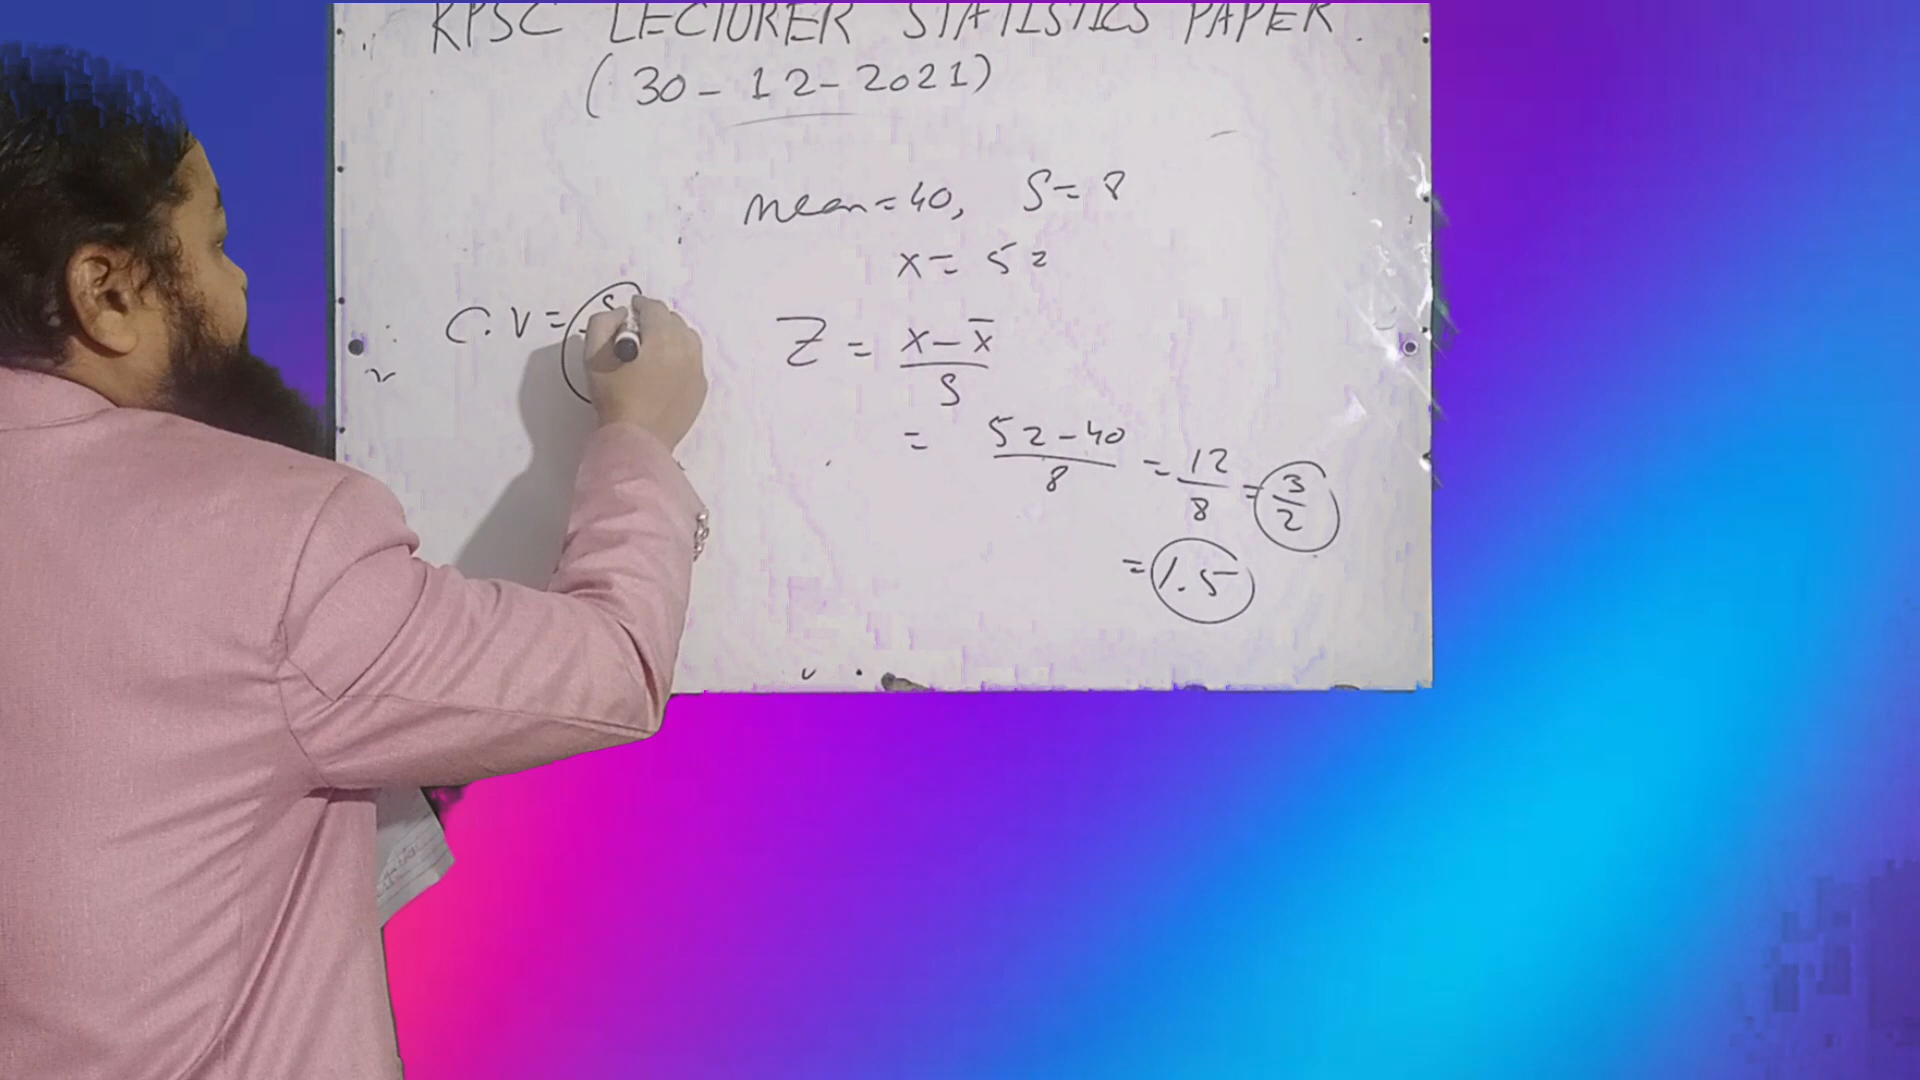 KPSC LECTURER STATISTICS PAPER.
(30-12-2021)
mean = 40, S = 8
x = 52
C.V = S
Z = x - x̄ / S
= 52 - 40 / 8 = 12 / 8 = 3 / 2
= 1.5